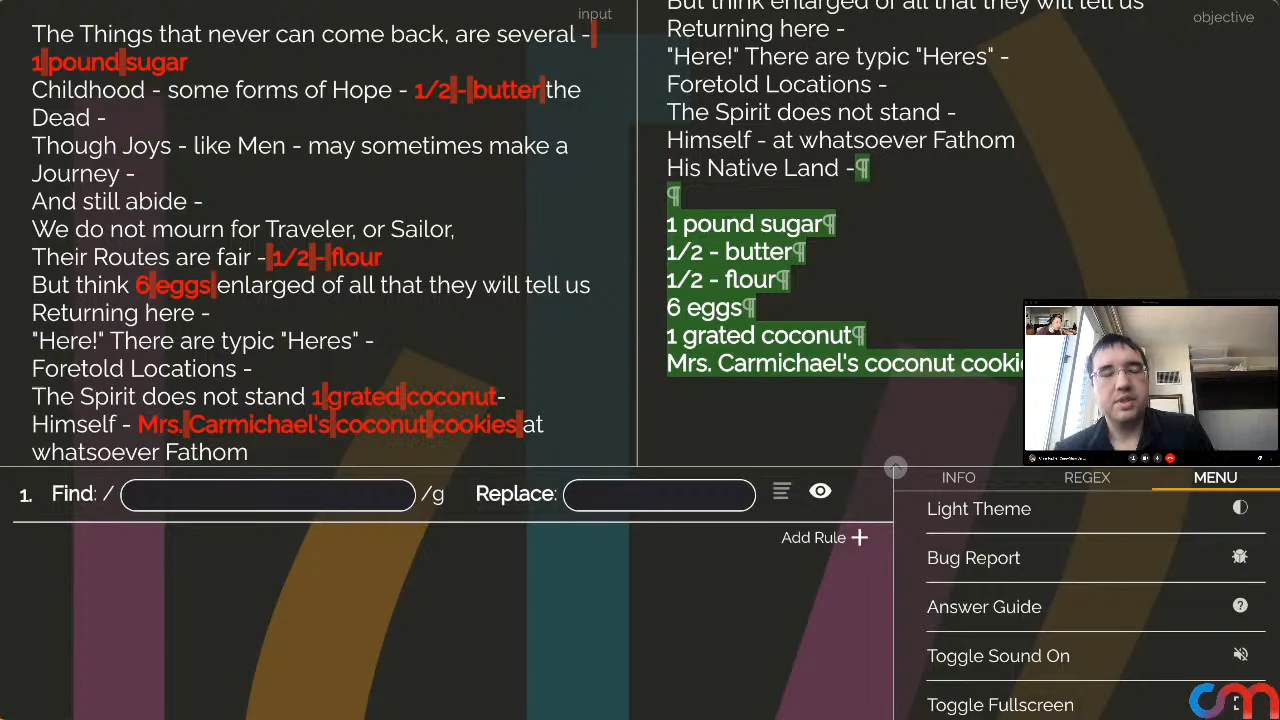 input
The Things that never can come back, are several -
1 pound sugar
Childhood - some forms of Hope - 1/2 - butter the
Dead -
Though Joys - like Men - may sometimes make a
Journey -
And still abide -
We do not mourn for Traveler, or Sailor,
Their Routes are fair - 1/2 - flour
But think 6 eggs enlarged of all that they will tell us
Returning here -
"Here!" There are typic "Heres" -
Foretold Locations -
The Spirit does not stand 1 grated coconut-
Himself - Mrs. Carmichael's coconut cookies at
whatsoever Fathom
objective
But think enlarged of all that they will tell us
Returning here -
"Here!" There are typic "Heres" -
Foretold Locations -
The Spirit does not stand -
Himself - at whatsoever Fathom
His Native Land -¶
¶
1 pound sugar¶
1/2 - butter¶
1/2 - flour¶
6 eggs¶
1 grated coconut¶
Mrs. Carmichael's coconut cooki
1. Find: / /g Replace:
Add Rule +
INFO REGEX MENU
Light Theme
Bug Report
Answer Guide
Toggle Sound On
Toggle Fullscreen
cm